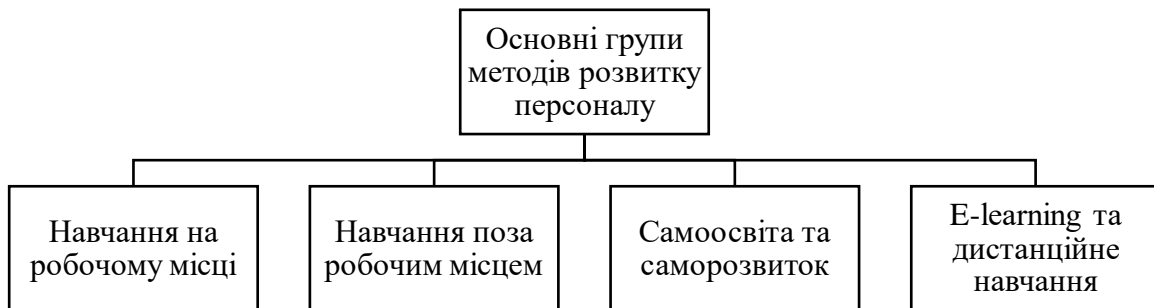 Основні групи
методів розвитку
персоналу
Навчання на
робочому місці
Навчання поза
робочим місцем
Самоосвіта та
саморозвиток
E-learning та
дистанційне
навчання